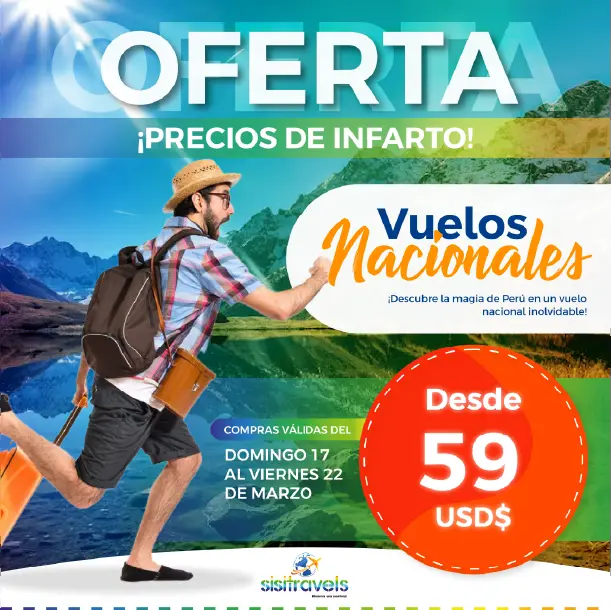 OFERTA
¡PRECIOS DE INFARTO!
Vuelos
Nacionales
¡Descubre la magia de Perú en un vuelo
nacional inolvidable!
Desde
59
USD$
COMPRAS VÁLIDAS DEL
DOMINGO 17
AL VIERNES 22
DE MARZO
sisitravels